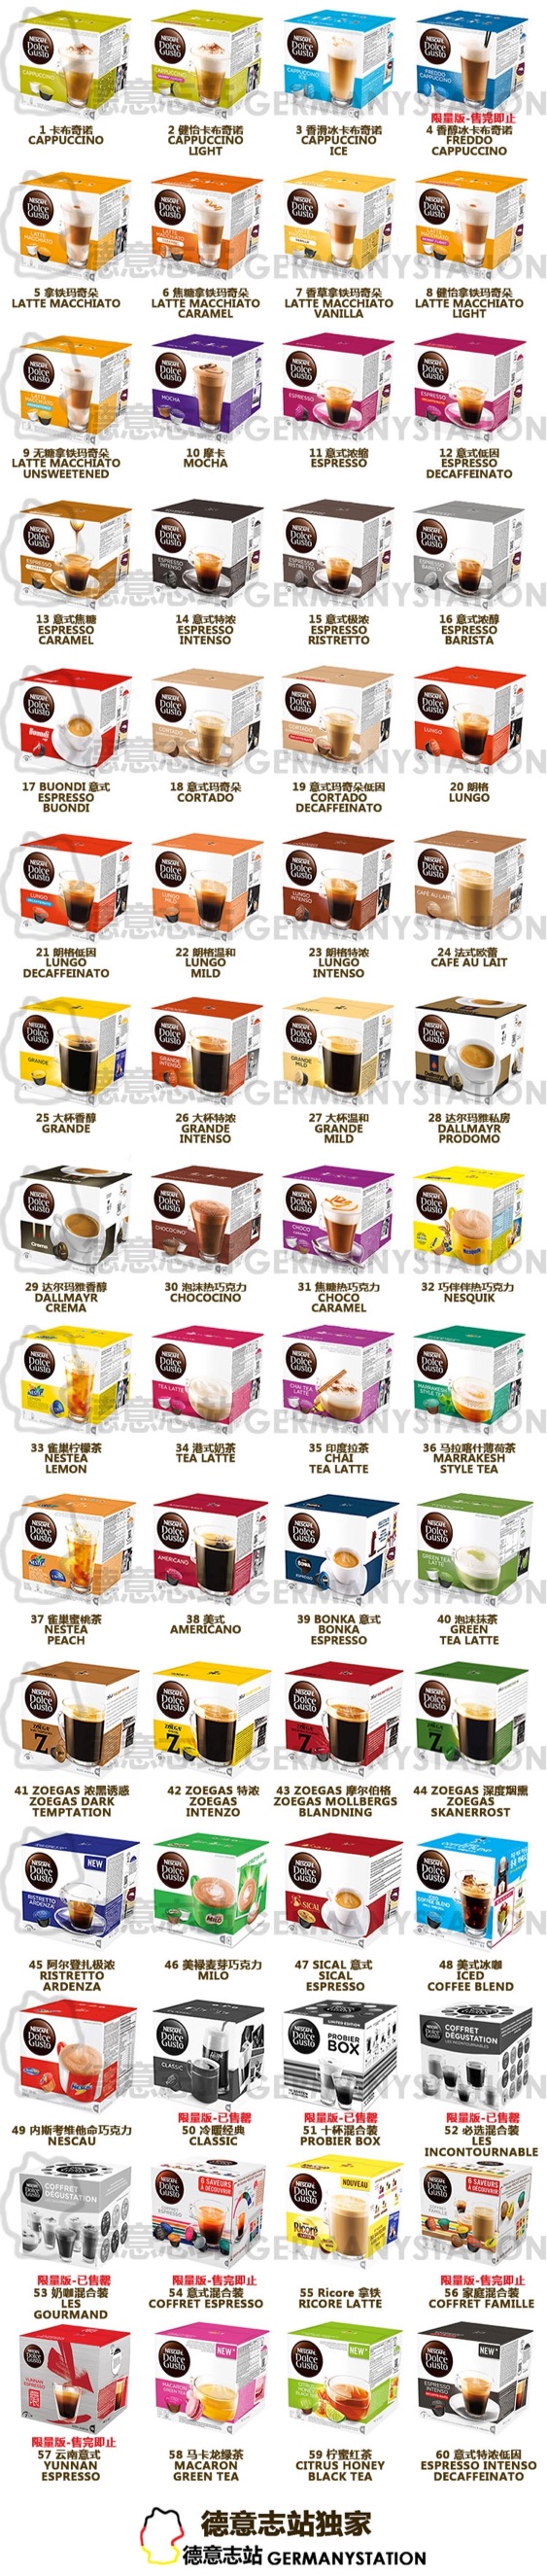 1 卡布奇诺
CAPPUCCINO
2 健怡卡布奇诺
CAPPUCCINO
LIGHT
3 香滑冰卡布奇诺
CAPPUCCINO
ICE
限量版-售完即止
4 香醇冰卡布奇诺
FREDDO
CAPPUCCINO
5 拿铁玛奇朵
LATTE MACCHIATO
6 焦糖拿铁玛奇朵
LATTE MACCHIATO
CARAMEL
7 香草拿铁玛奇朵
LATTE MACCHIATO
VANILLA
8 健怡拿铁玛奇朵
LATTE MACCHIATO
LIGHT
9 无糖拿铁玛奇朵
LATTE MACCHIATO
UNSWEETENED
10 摩卡
MOCHA
11 意式浓缩
ESPRESSO
12 意式低因
ESPRESSO
DECAFFEINATO
13 意式焦糖
ESPRESSO
CARAMEL
14 意式特浓
ESPRESSO
INTENSO
15 意式极浓
ESPRESSO
RISTRETTO
16 意式浓醇
ESPRESSO
BARISTA
17 BUONDI 意式
ESPRESSO
BUONDI
18 意式玛奇朵
CORTADO
19 意式玛奇朵低因
CORTADO
DECAFFEINATO
20 朗格
LUNGO
21 朗格低因
LUNGO
DECAFFEINATO
22 朗格温和
LUNGO
MILD
23 朗格特浓
LUNGO
INTENSO
24 法式欧蕾
CAFE AU LAIT
25 大杯香醇
GRANDE
26 大杯特浓
GRANDE
INTENSO
27 大杯温和
GRANDE
MILD
28 达尔玛雅私房
DALLMAYR
PRODOMO
29 达尔玛雅香醇
DALLMAYR
CREMA
30 泡沫热巧克力
CHOCOCINO
31 焦糖热巧克力
CHOCO
CARAMEL
32 巧伴伴热巧克力
NESQUIK
33 雀巢柠檬茶
NESTEA
LEMON
34 港式奶茶
TEA LATTE
35 印度拉茶
CHAI
TEA LATTE
36 马拉喀什薄荷茶
MARRAKESH
STYLE TEA
37 雀巢蜜桃茶
NESTEA
PEACH
38 美式
AMERICANO
39 BONKA 意式
BONKA
ESPRESSO
40 泡沫抹茶
GREEN
TEA LATTE
41 ZOEGAS 浓黑诱惑
ZOEGAS DARK
TEMPTATION
42 ZOEGAS 特浓
ZOEGAS
INTENZO
43 ZOEGAS 摩尔伯格
ZOEGAS MOLLBERGS
BLANDNING
44 ZOEGAS 深度烟熏
ZOEGAS
SKANERROST
45 阿尔登扎极浓
RISTRETTO
ARDENZA
46 美禄麦芽巧克力
MILO
47 SICAL 意式
SICAL
ESPRESSO
48 美式冰咖
ICED
COFFEE BLEND
49 内斯考维他命巧克力
NESCAU
限量版-已售罄
50 冷暖经典
CLASSIC
限量版-已售罄
51 十杯混合装
PROBIER BOX
限量版-已售罄
52 必选混合装
LES
INCONTOURNABLE
限量版-已售罄
53 奶咖混合装
LES
GOURMAND
限量版-售完即止
54 意式混合装
COFFRET ESPRESSO
55 Ricore 拿铁
RICORE LATTE
限量版-售完即止
56 家庭混合装
COFFRET FAMILLE
限量版-售完即止
57 云南意式
YUNNAN
ESPRESSO
58 马卡龙绿茶
MACARON
GREEN TEA
59 柠蜜红茶
CITRUS HONEY
BLACK TEA
60 意式特浓低因
ESPRESSO INTENSO
DECAFFEINATO
德意志站独家
德意志站 GERMANYSTATION